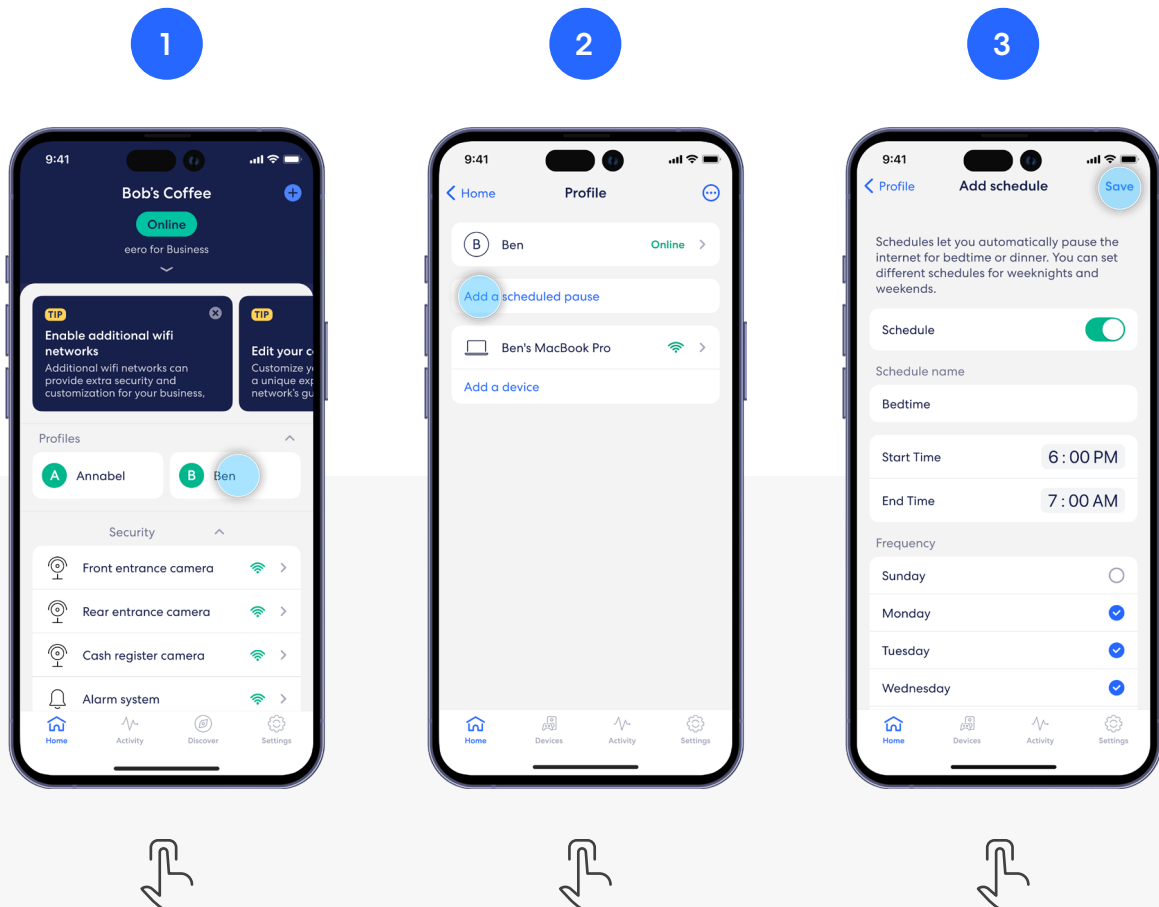 1
2
3
9:41
Bob's Coffee
Online
eero for Business
TIP
Enable additional wifi
networks
Additional wifi networks can
provide extra security and
customization for your business,
TIP
Edit your
Customize
a unique
network's
Profiles
A Annabel
B Ben
Security
Front entrance camera
Rear entrance camera
Cash register camera
Alarm system
Home Activity Discover Settings
9:41
Home Profile
B Ben Online
Add a scheduled pause
Ben's MacBook Pro
Add a device
Home Devices Activity Settings
9:41
Profile Add schedule Save
Schedules let you automatically pause the
internet for bedtime or dinner. You can set
different schedules for weeknights and
weekends.
Schedule
Schedule name
Bedtime
Start Time 6:00 PM
End Time 7:00 AM
Frequency
Sunday
Monday
Tuesday
Wednesday
Home Devices Activity Settings